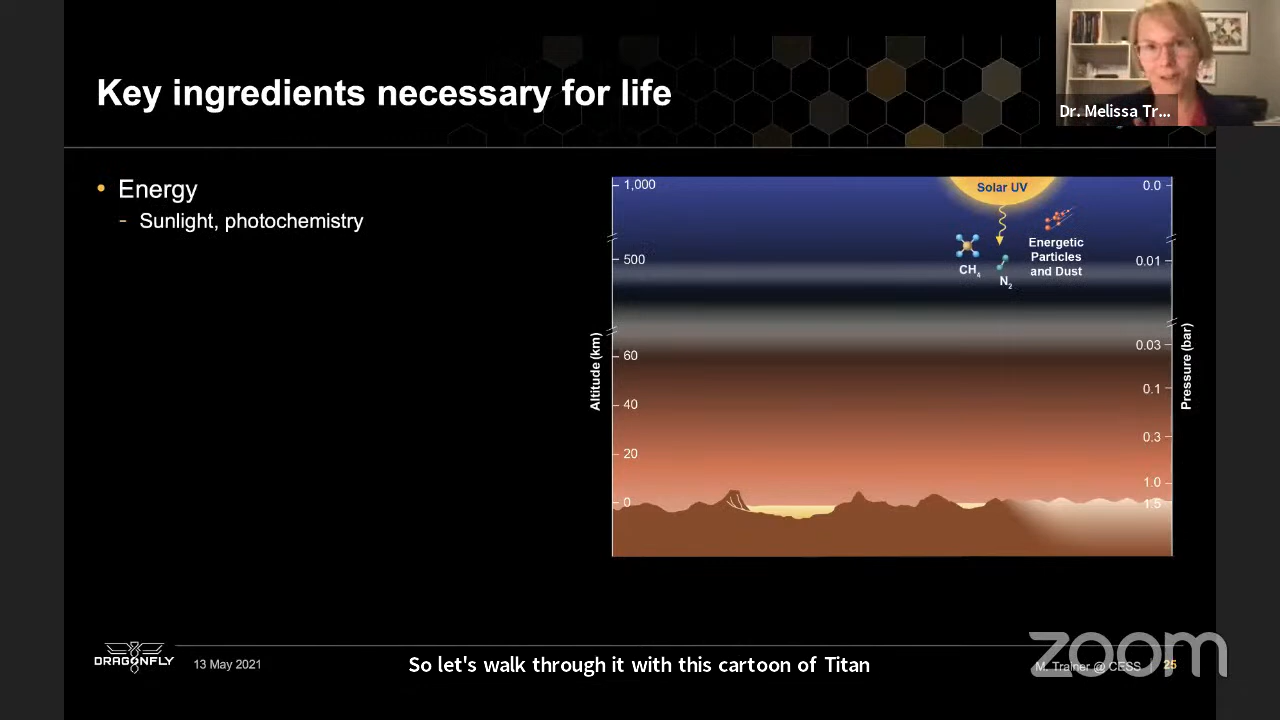 Key ingredients necessary for life
Dr. Melissa Tr...
• Energy
- Sunlight, photochemistry
1,000
500
60
40
20
0
Altitude (km)
Solar UV
CH4
N2
Energetic
Particles
and Dust
0.0
0.01
0.03
0.1
0.3
1.0
1.5
Pressure (bar)
DRAGONFLY
13 May 2021
So let's walk through it with this cartoon of Titan
M. Trainer @ CESS | 25
zoom